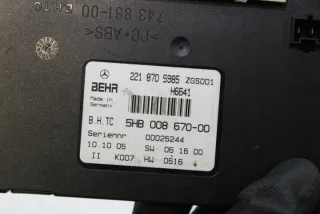 743 881-00
>PC+ABS<
221 870 5985 ZGS001
BEHR H6641
Made in
Germany
B.H.TC 5HB 008 670-00
Seriennr 00025244
10.10.05 SW: 05 16 00
II K007 HW: 0516